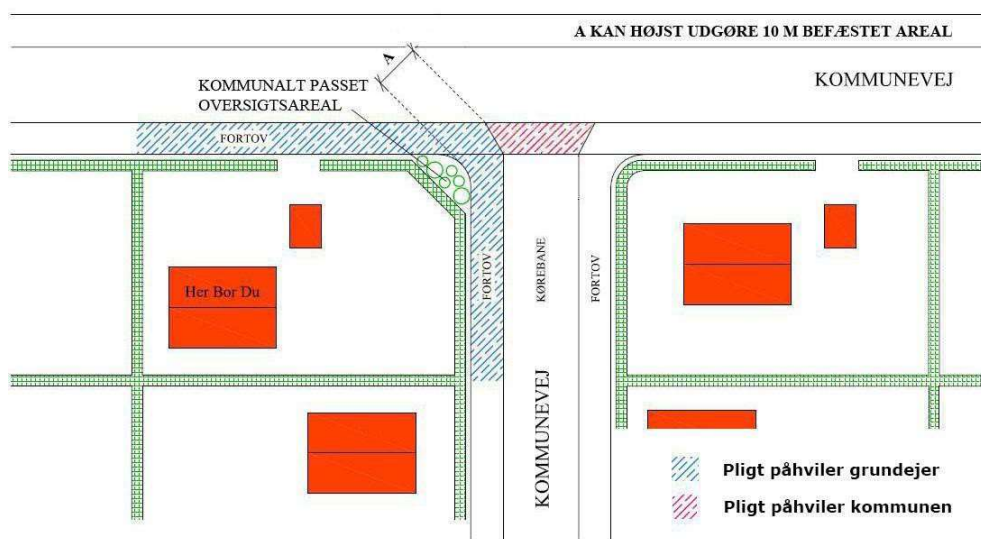 A KAN HØJST UDGØRE 10 M BEFÆSTET AREAL
A
KOMMUNEVEJ
KOMMUNALT PASSET
OVERSIGTSAREAL
FORTOV
Her Bor Du
FORTOV
KØREBANE
FORTOV
KOMMUNEVEJ
Pligt påhviler grundejer
Pligt påhviler kommunen